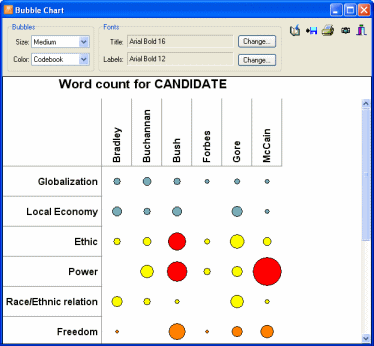 Bubble Chart
Bubbles
Fonts
Size: Medium
Title: Arial Bold 16 Change...
Color: Codebook
Labels: Arial Bold 12 Change...
Word count for CANDIDATE
Bradley Buchannan Bush Forbes Gore McCain
Globalization
Local Economy
Ethic
Power
Race/Ethnic relation
Freedom